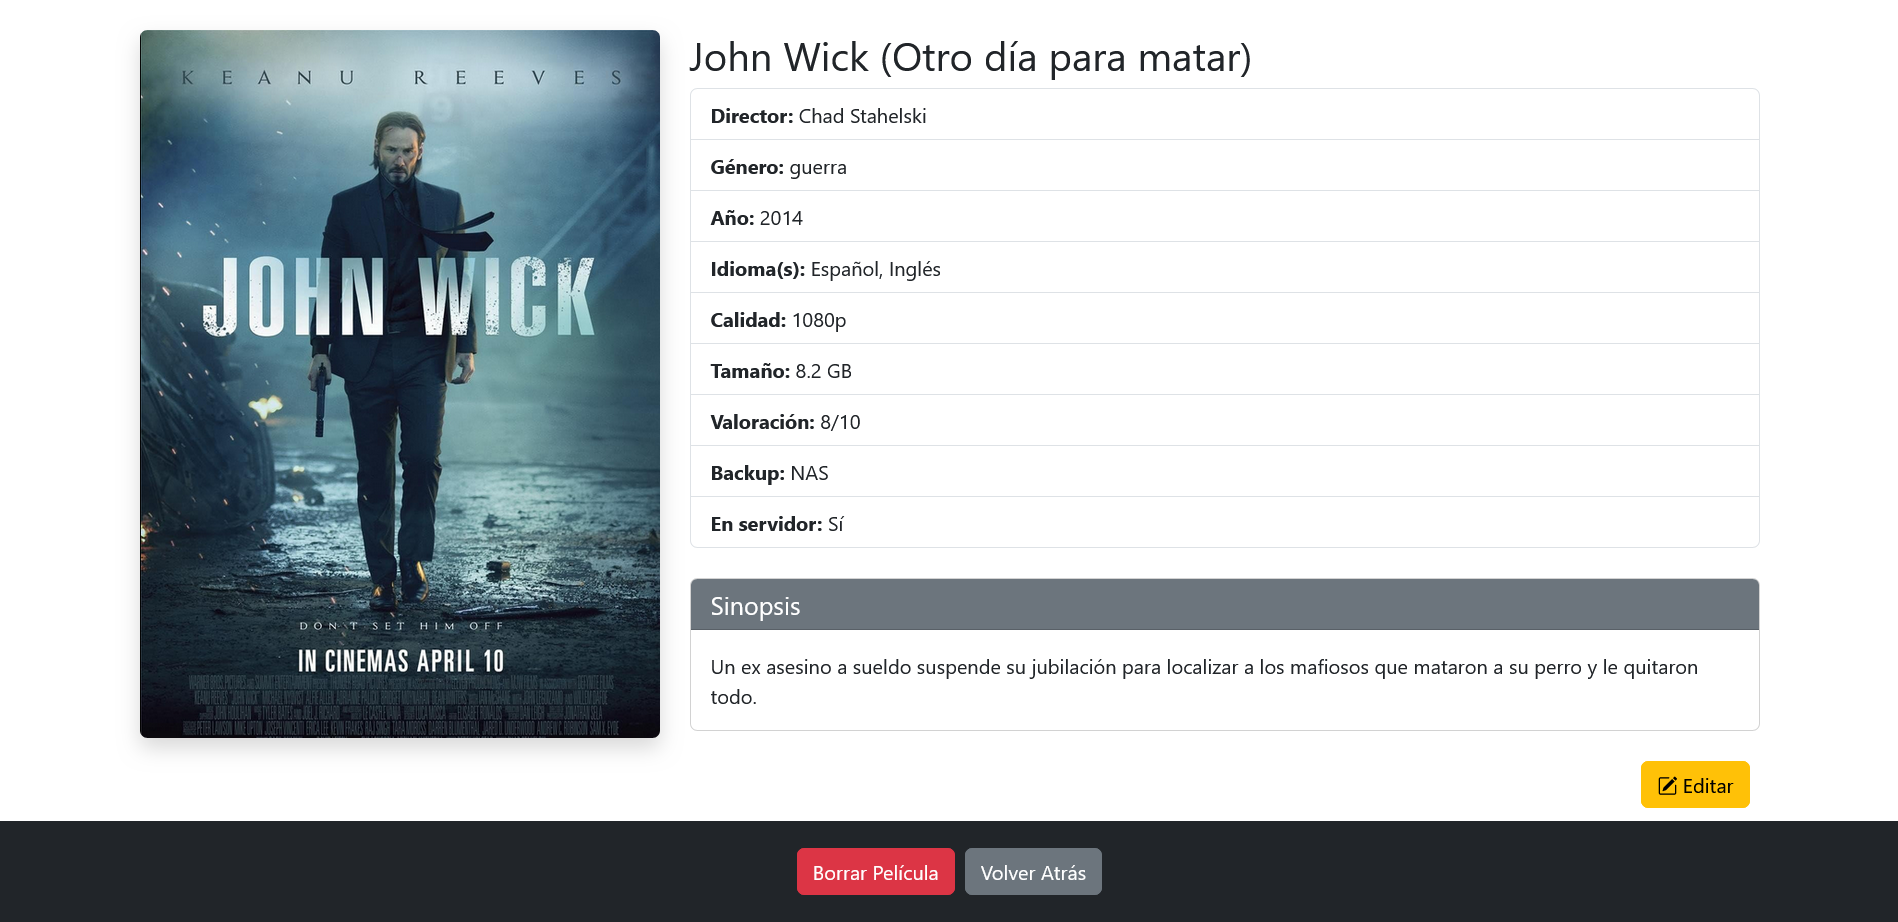 KEANU REEVES
JOHN WICK
DON'T SET HIM OFF
IN CINEMAS APRIL 10
John Wick (Otro día para matar)
Director: Chad Stahelski
Género: guerra
Año: 2014
Idioma(s): Español, Inglés
Calidad: 1080p
Tamaño: 8.2 GB
Valoración: 8/10
Backup: NAS
En servidor: Sí
Sinopsis
Un ex asesino a sueldo suspende su jubilación para localizar a los mafiosos que mataron a su perro y le quitaron
todo.
Editar
Borrar Película
Volver Atrás